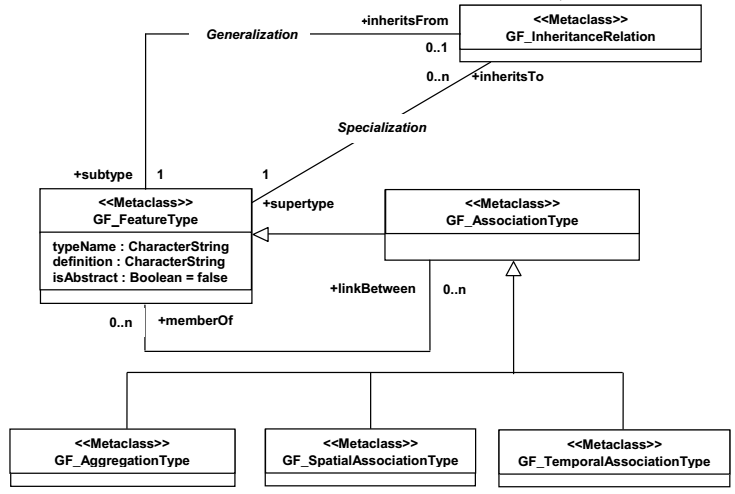 +inheritsFrom
<<Metaclass>>
GF_InheritanceRelation
Generalization
0..1
0..n
+inheritsTo
Specialization
+subtype
1
1
<<Metaclass>>
GF_FeatureType
+supertype
<<Metaclass>>
GF_AssociationType
typeName : CharacterString
definition : CharacterString
isAbstract : Boolean = false
+linkBetween
0..n
0..n
+memberOf
<<Metaclass>>
GF_AggregationType
<<Metaclass>>
GF_SpatialAssociationType
<<Metaclass>>
GF_TemporalAssociationType